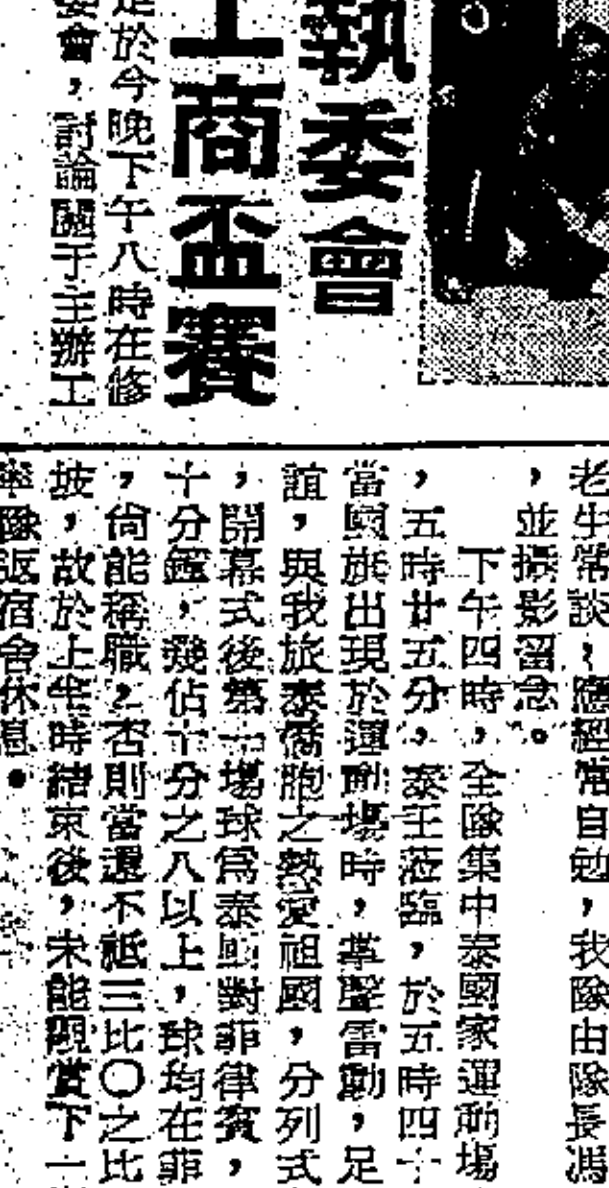 執委會
工商盃賽
定於今晚下午八時在修
委會，討論關于主辦工
老生常談，應經常自勉，我隊由隊長馮
，並攝影留念。
下午四時，全隊集中泰國家運動場
，五時廿五分，泰王蒞臨，於五時四十
當國旗出現於運動場時，掌聲雷動，足
誼，與我旅泰僑胞之熱愛祖國，分列式
，開幕式後第一場球為泰國對菲律賓，
十分鐘，幾佔十分之八以上，球均在菲
，尚能稱職，否則當還不祗三比〇之比
坡，故於上半時結束後，未能觀賞下一
率隊返宿舍休息。